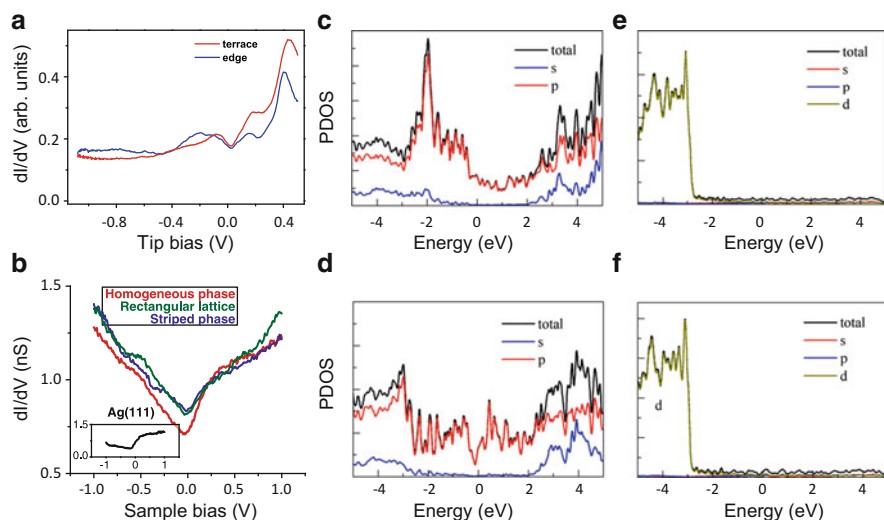 a
terrace
edge
dI/dV (arb. units)
0.4
0.2
0.0
-0.8
-0.4
0.0
0.4
Tip bias (V)
b
Homogeneous phase
Rectangular lattice
Striped phase
dI/dV (nS)
1.5
1.0
0.5
Ag(111)
1.5
0.0
-1 0 1
-1.0 -0.5 0.0 0.5 1.0
Sample bias (V)
c
total
s
p
PDOS
-4 -2 0 2 4
Energy (eV)
d
total
s
p
PDOS
-4 -2 0 2 4
Energy (eV)
e
total
s
p
d
-4 -2 0 2 4
Energy (eV)
f
total
s
p
d
d
-4 -2 0 2 4
Energy (eV)